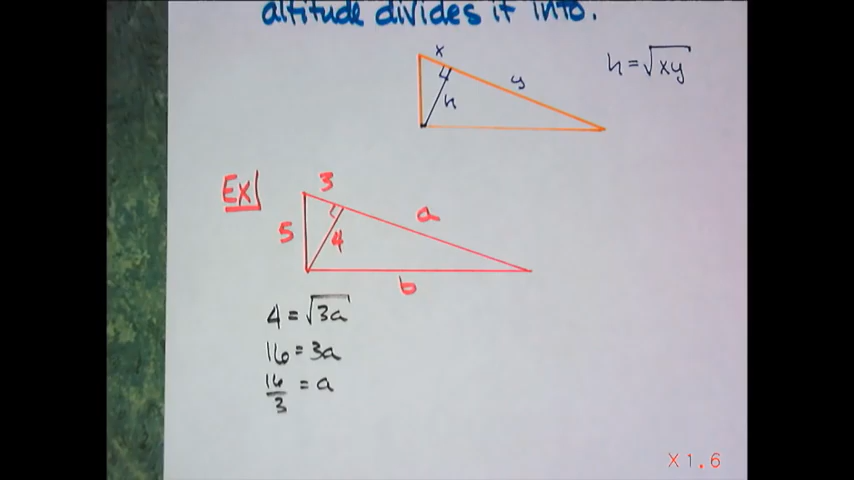 altitude divides it into.
x
y
h
h=√xy
Ex
3
a
5
4
b
4 = √3a
16 = 3a
16/3 = a
X1.6